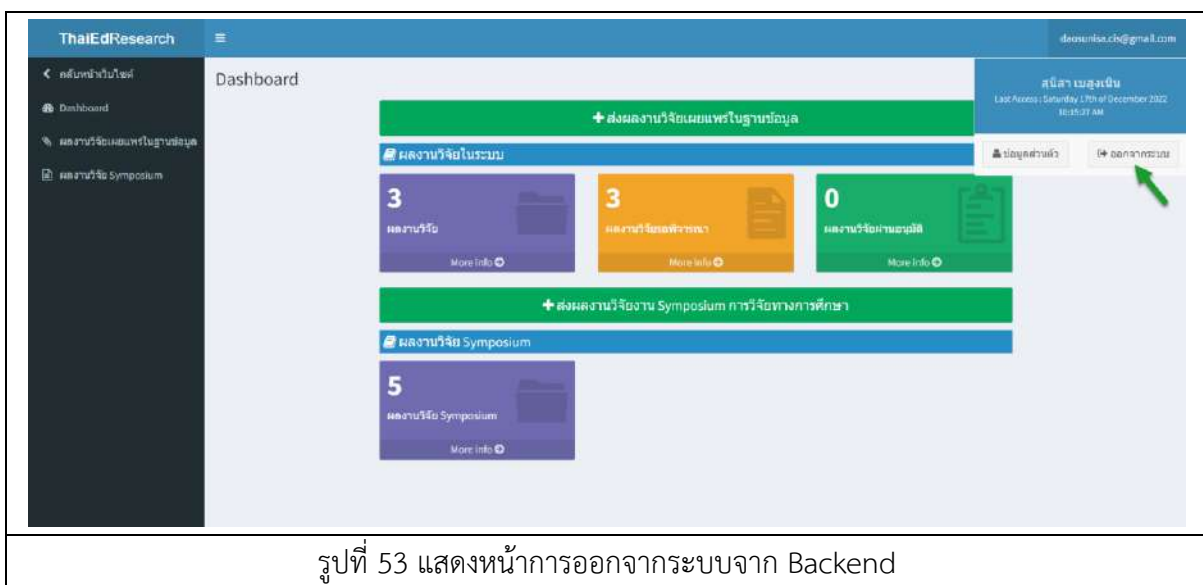 ThaiEdResearch
daosunisa.cis@gmail.com
กลับหน้าเว็บไซต์
Dashboard
ผลงานวิจัยเผยแพร่ในฐานข้อมูล
ผลงานวิจัย Symposium
Dashboard
สุนิสา เบสูงเนิน
Last Access : Saturday 17th of December 2022
10:15:27 AM
ข้อมูลส่วนตัว
ออกจากระบบ
+ ส่งผลงานวิจัยเผยแพร่ในฐานข้อมูล
ผลงานวิจัยในระบบ
3
ผลงานวิจัย
More info
3
ผลงานวิจัยรอพิจารณา
More info
0
ผลงานวิจัยผ่านอนุมัติ
More info
+ ส่งผลงานวิจัยงาน Symposium การวิจัยทางการศึกษา
ผลงานวิจัย Symposium
5
ผลงานวิจัย Symposium
More info
รูปที่ 53 แสดงหน้าการออกจากระบบจาก Backend